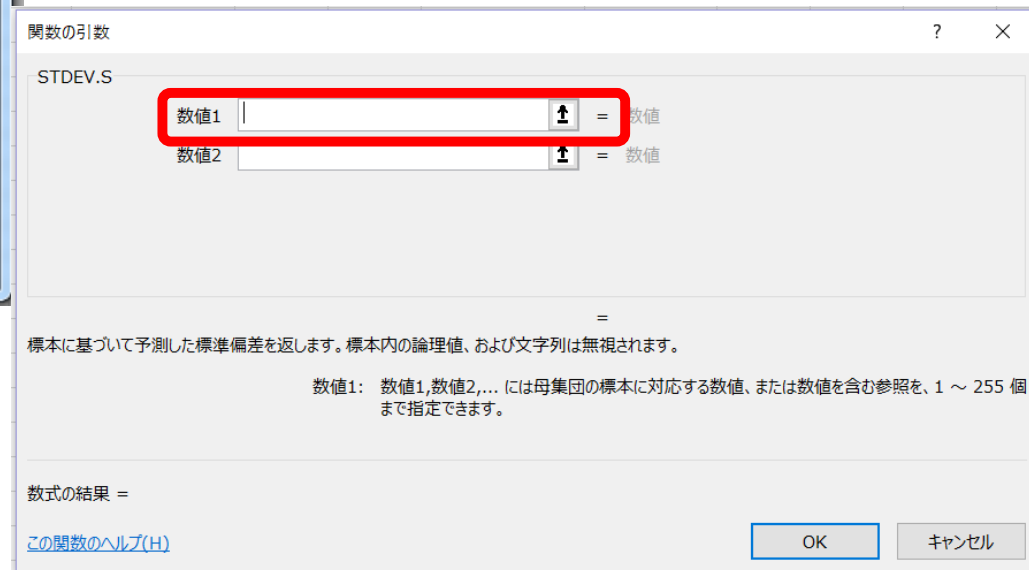 関数の引数 ?
STDEV.S
数値1 = 数値
数値2 = 数値
=
標本に基づいて予測した標準偏差を返します。標本内の論理値、および文字列は無視されます。
数値1: 数値1,数値2,... には母集団の標本に対応する数値、または数値を含む参照を、1 ～ 255 個
まで指定できます。
数式の結果 =
この関数のヘルプ(H)
OK キャンセル